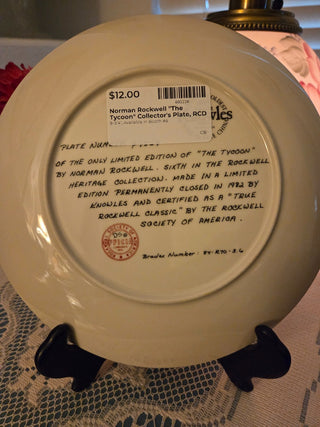 $12.00
Norman Rockwell "The
Tycoon" Collector's Plate, RCD
PLATE NUM
OF THE ONLY LIMITED EDITION OF "THE TYCOON"
BY NORMAN ROCKWELL. SIXTH IN THE ROCKWELL
HERITAGE COLLECTION. MADE IN A LIMITED
EDITION PERMANENTLY CLOSED IN 1982 BY
KNOWLES AND CERTIFIED AS A "TRUE
ROCKWELL CLASSIC" BY THE ROCKWELL
SOCIETY OF AMERICA.
Bradex Number: 84-R70-3.6